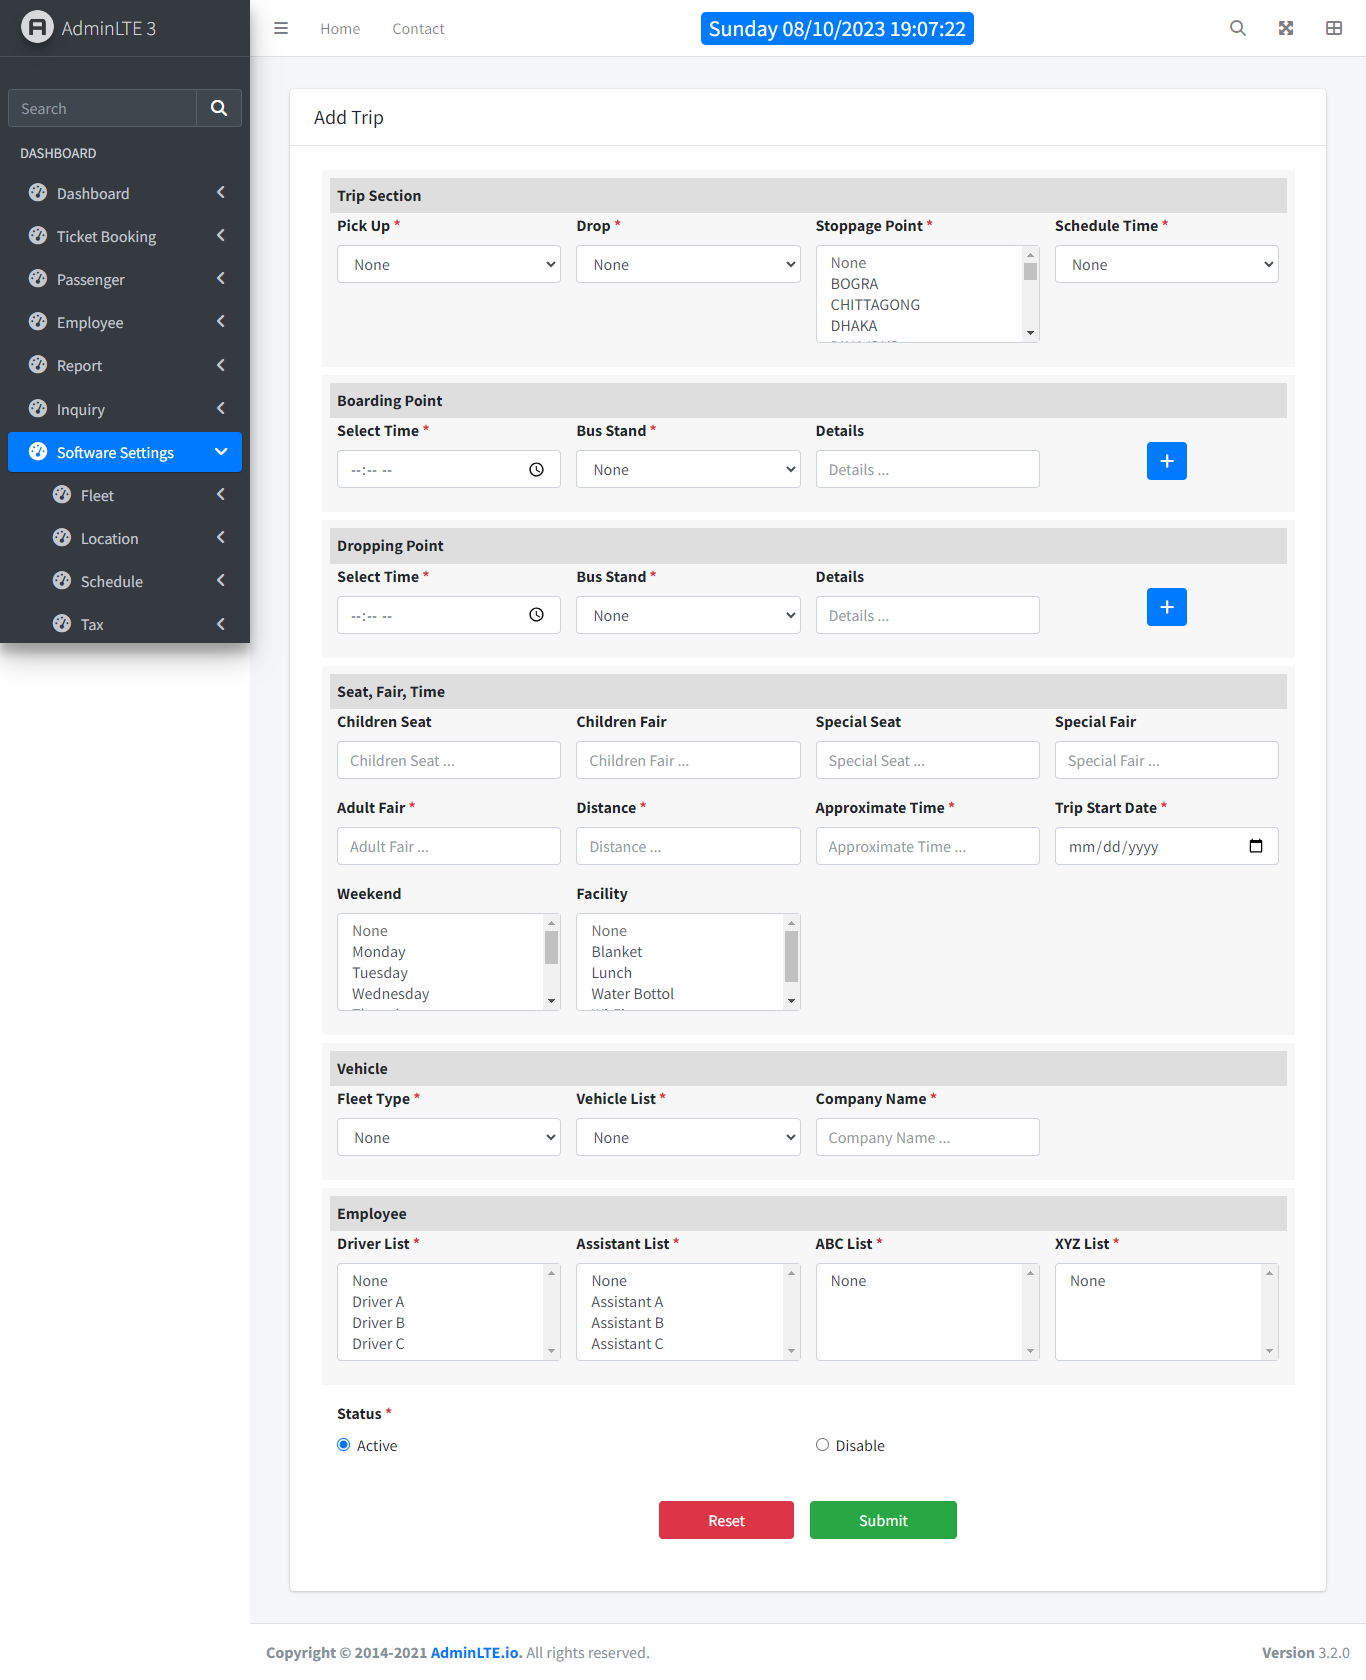 AdminLTE 3
Home
Contact
Sunday 08/10/2023 19:07:22
Search
DASHBOARD
Dashboard
Ticket Booking
Passenger
Employee
Report
Inquiry
Software Settings
Fleet
Location
Schedule
Tax
Add Trip
Trip Section
Pick Up * Drop * Stoppage Point * Schedule Time *
None None None None
BOGRA
CHITTAGONG
DHAKA
Boarding Point
Select Time * Bus Stand * Details
--:-- -- None Details ...
+
Dropping Point
Select Time * Bus Stand * Details
--:-- -- None Details ...
+
Seat, Fair, Time
Children Seat Children Fair Special Seat Special Fair
Children Seat ... Children Fair ... Special Seat ... Special Fair ...
Adult Fair * Distance * Approximate Time * Trip Start Date *
Adult Fair ... Distance ... Approximate Time ... mm/dd/yyyy
Weekend Facility
None None
Monday Blanket
Tuesday Lunch
Wednesday Water Bottol
Vehicle
Fleet Type * Vehicle List * Company Name *
None None Company Name ...
Employee
Driver List * Assistant List * ABC List * XYZ List *
None None None None
Driver A Assistant A
Driver B Assistant B
Driver C Assistant C
Status *
Active Disable
Reset Submit
Copyright © 2014-2021 AdminLTE.io. All rights reserved.
Version 3.2.0